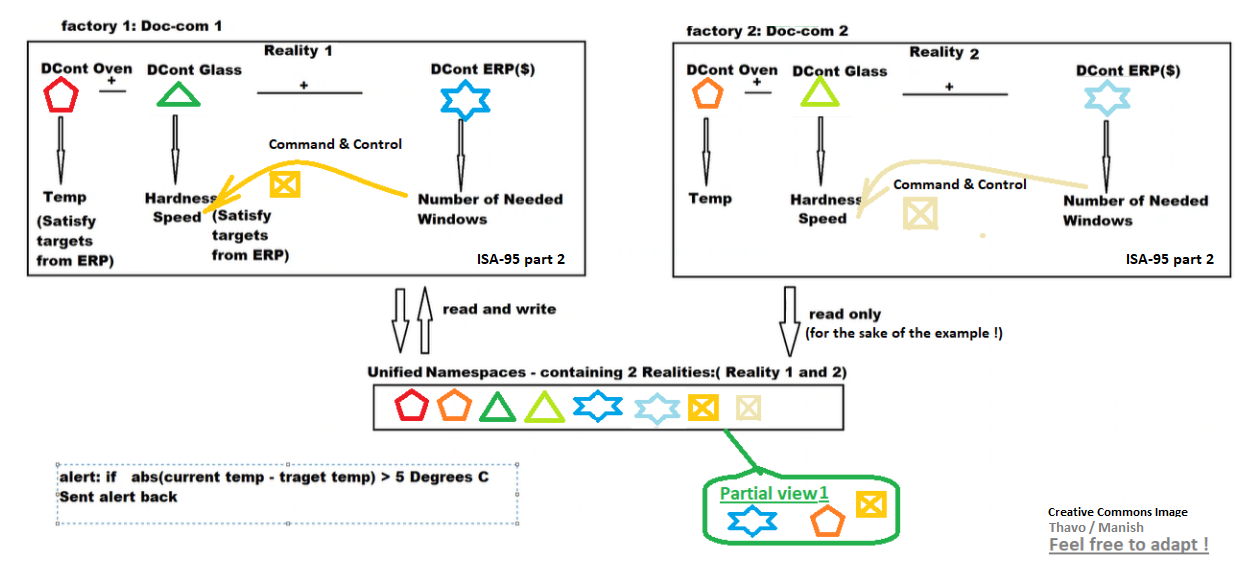 factory 1: Doc-com 1
Reality 1
DCont Oven
DCont Glass
DCont ERP($)
+
+
Command & Control
Temp
(Satisfy
targets
from ERP)
Hardness
Speed
(Satisfy
targets
from ERP)
Number of Needed
Windows
ISA-95 part 2
factory 2: Doc-com 2
Reality 2
DCont Oven
DCont Glass
DCont ERP($)
+
+
Command & Control
Temp
Hardness
Speed
Number of Needed
Windows
ISA-95 part 2
read and write
read only
(for the sake of the example !)
Unified Namespaces - containing 2 Realities:( Reality 1 and 2)
alert: if abs(current temp - traget temp) > 5 Degrees C
Sent alert back
Partial view1
Creative Commons Image
Thavo / Manish
Feel free to adapt !